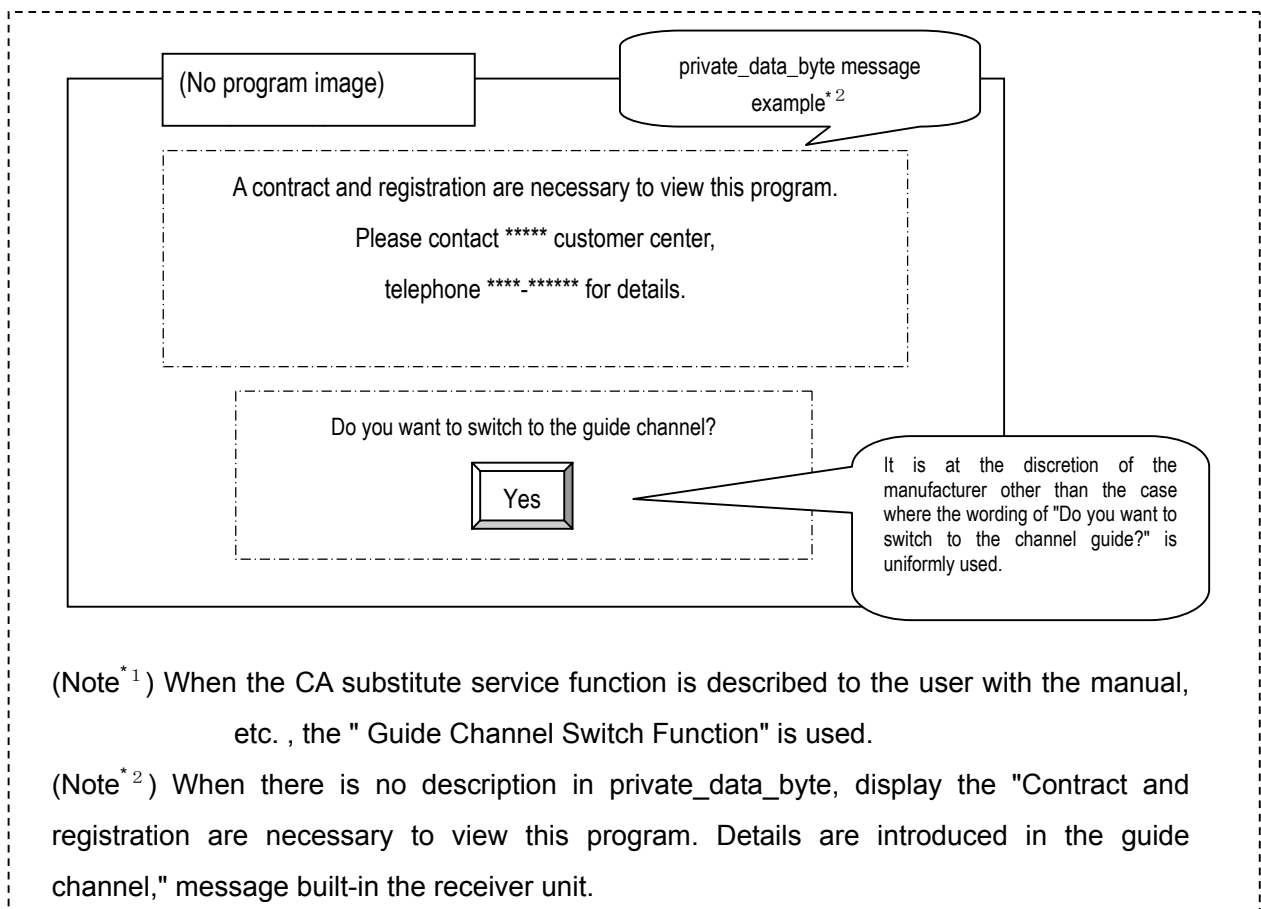 (No program image)
private_data_byte message
example*2
A contract and registration are necessary to view this program.
Please contact ***** customer center,
telephone ****-****** for details.
Do you want to switch to the guide channel?
Yes
It is at the discretion of the
manufacturer other than the case
where the wording of "Do you want to
switch to the channel guide?" is
uniformly used.
(Note*1) When the CA substitute service function is described to the user with the manual,
etc. , the " Guide Channel Switch Function" is used.
(Note*2) When there is no description in private_data_byte, display the "Contract and
registration are necessary to view this program. Details are introduced in the guide
channel," message built-in the receiver unit.